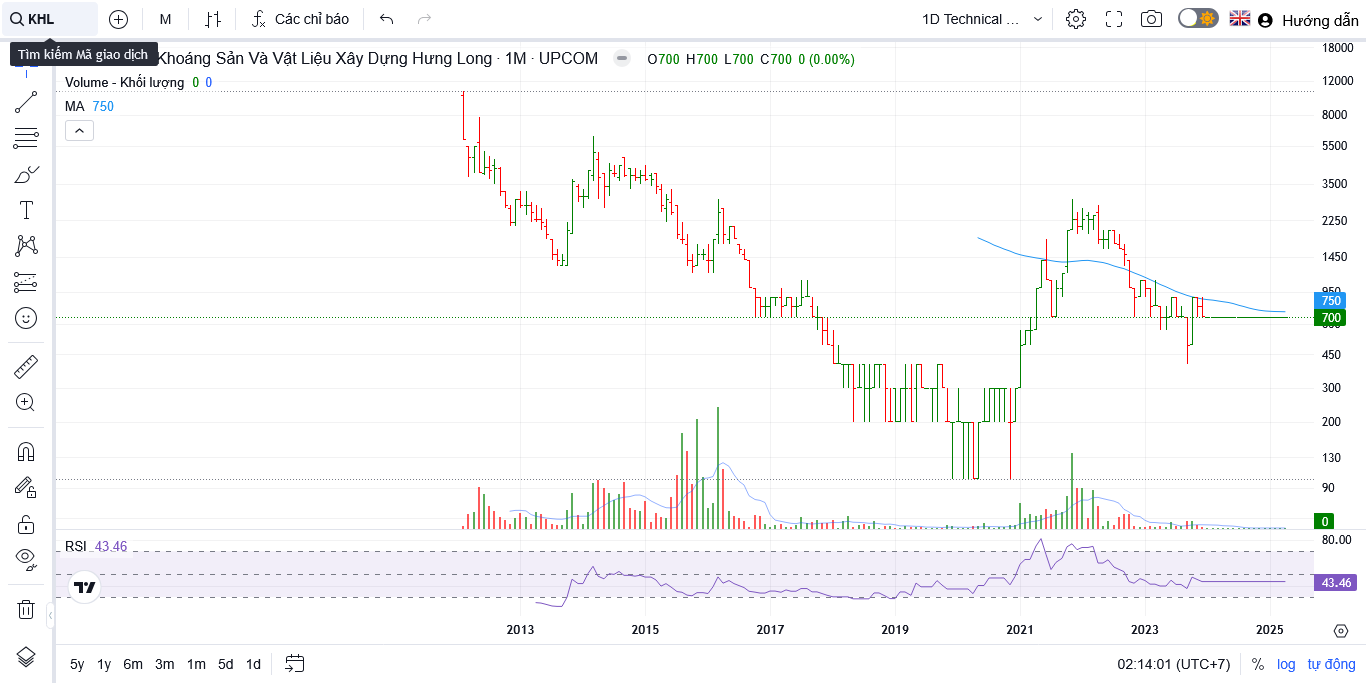 KHL
M
Các chỉ báo
1D Technical ...
Hướng dẫn
Tìm kiếm Mã giao dịch
Khoáng Sản Và Vật Liệu Xây Dựng Hưng Long · 1M · UPCOM
O700 H700 L700 C700 0 (0.00%)
Volume - Khối lượng 0 0
MA 750
18000
12000
8000
5500
3500
2250
1450
950
750
700
450
300
200
130
90
0
RSI 43.46
80.00
43.46
2013
2015
2017
2019
2021
2023
2025
5y 1y 6m 3m 1m 5d 1d
02:14:01 (UTC+7)
% log tự động